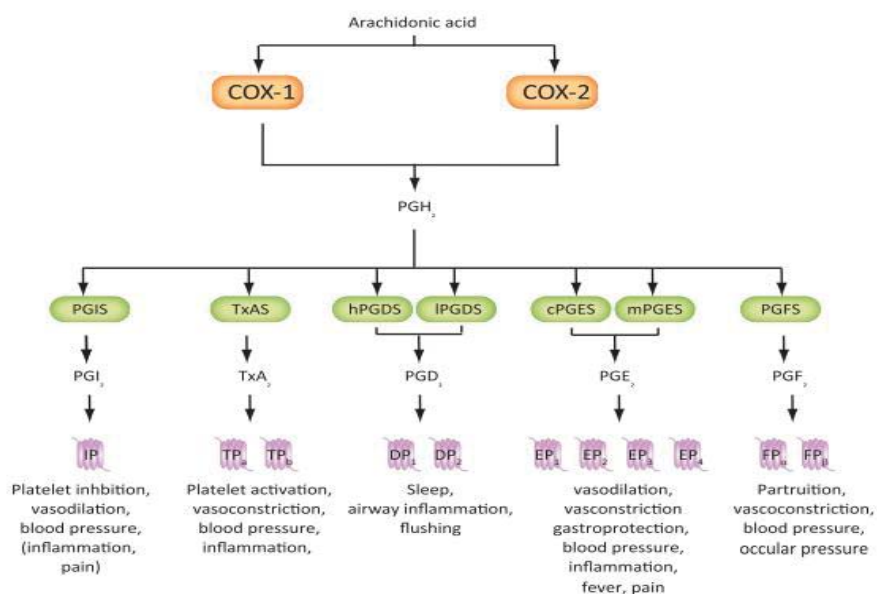 Arachidonic acid
COX-1 COX-2
PGH₂
PGIS TxAS hPGDS lPGDS cPGES mPGES PGFS
PGI₂ TxA₂ PGD₂ PGE₂ PGF₂
IP TPa TPb DP₁ DP₂ EP₁ EP₂ EP₃ EP₄ FPα FPβ
Platelet inhbition,
vasodilation,
blood pressure,
(inflammation,
pain)
Platelet activation,
vasoconstriction,
blood pressure,
inflammation,
Sleep,
airway inflammation,
flushing
vasodilation,
vasconstriction
gastroprotection,
blood pressure,
inflammation,
fever, pain
Partruition,
vascoconstriction,
blood pressure,
occular pressure